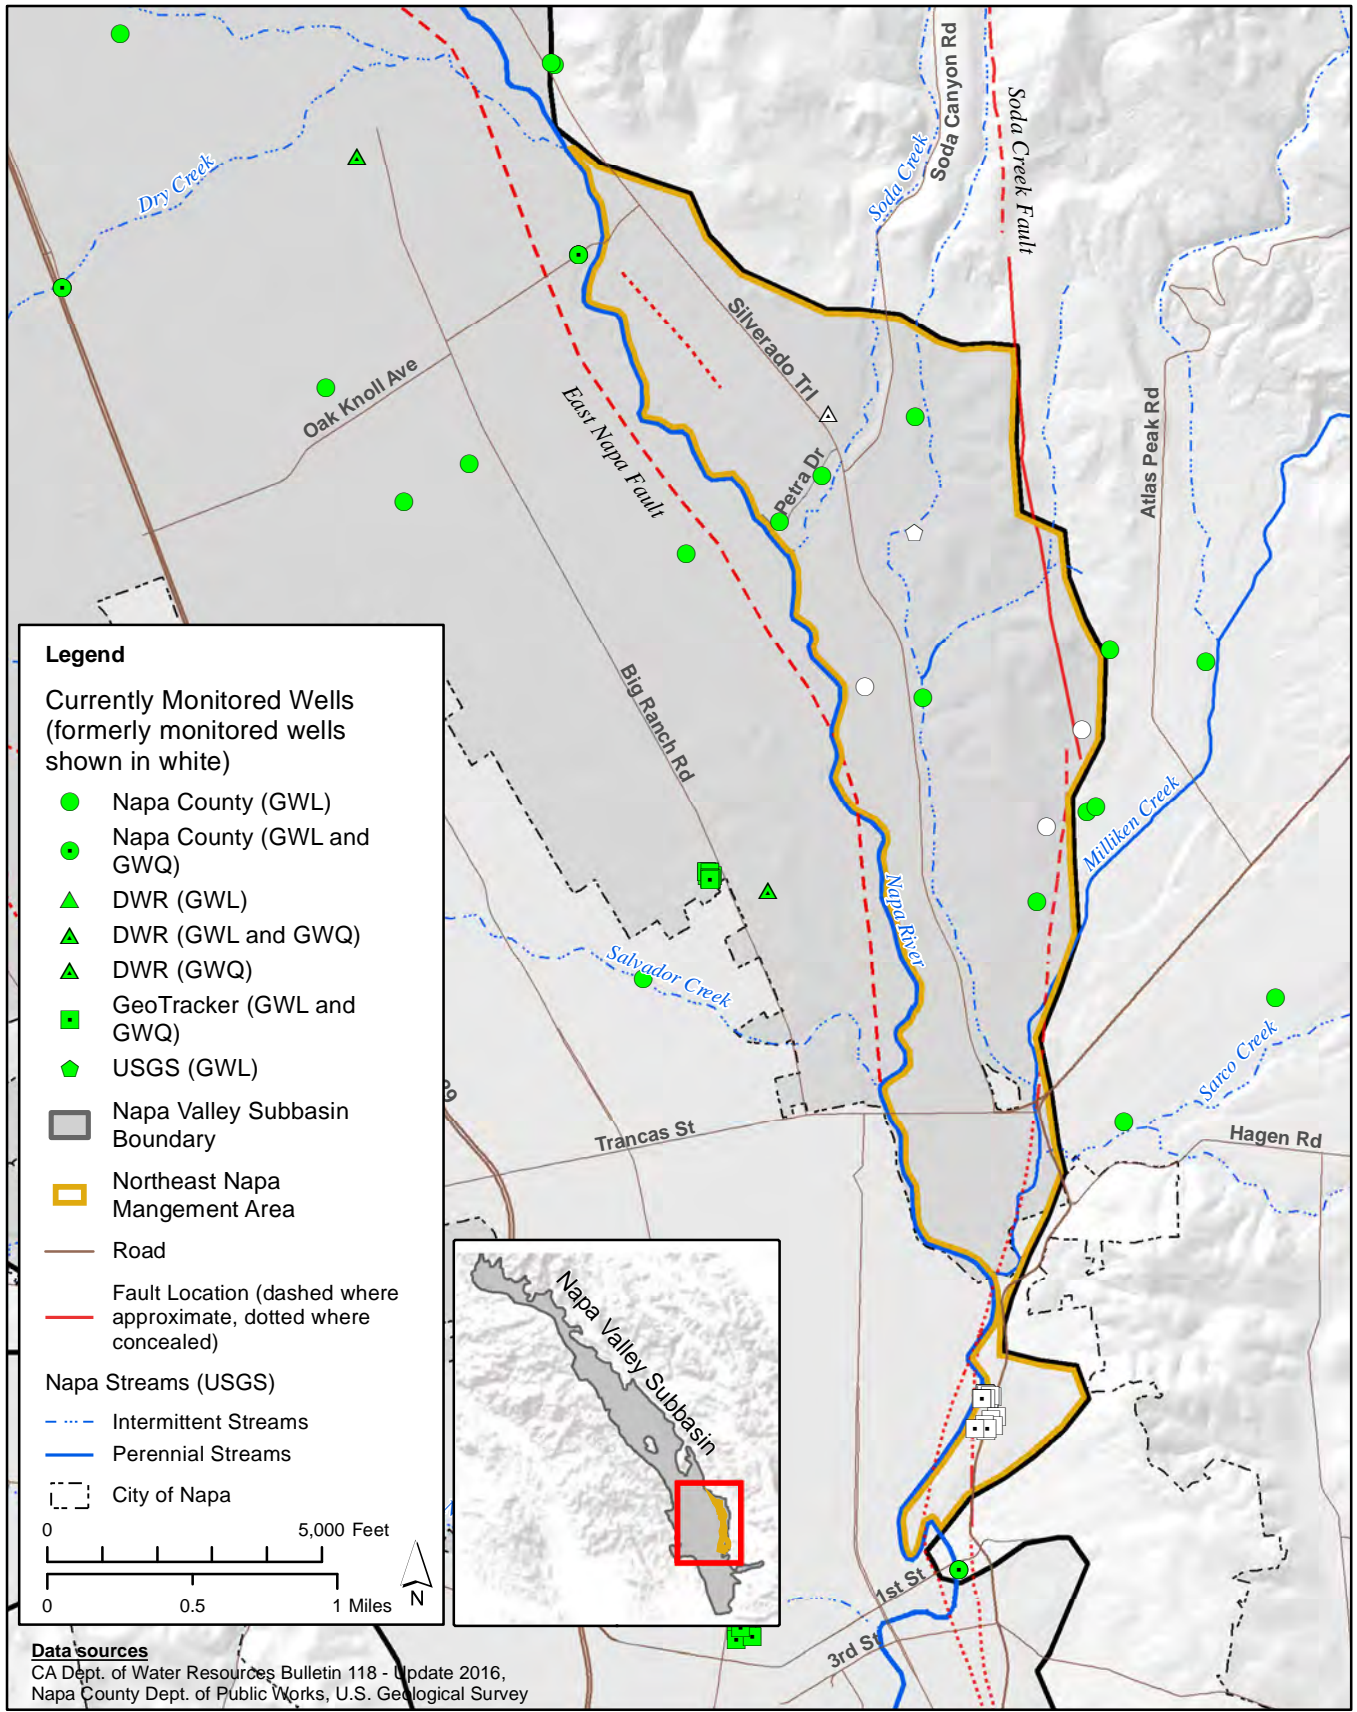 Soda Canyon Rd
Soda Creek Fault
Soda Creek
Dry Creek
Silverado Trl
Oak Knoll Ave
East Napa Fault
Petra Dr
Atlas Peak Rd
Big Ranch Rd
Milliken Creek
Napa River
Salvador Creek
Sarco Creek
Trancas St
Hagen Rd
1st St
3rd St
Legend
Currently Monitored Wells
(formerly monitored wells
shown in white)
Napa County (GWL)
Napa County (GWL and
GWQ)
DWR (GWL)
DWR (GWL and GWQ)
DWR (GWQ)
GeoTracker (GWL and
GWQ)
USGS (GWL)
Napa Valley Subbasin
Boundary
Northeast Napa
Mangement Area
Road
Fault Location (dashed where
approximate, dotted where
concealed)
Napa Streams (USGS)
Intermittent Streams
Perennial Streams
City of Napa
0 5,000 Feet
0 0.5 1 Miles
N
Napa Valley Subbasin
Data sources
CA Dept. of Water Resources Bulletin 118 - Update 2016,
Napa County Dept. of Public Works, U.S. Geological Survey